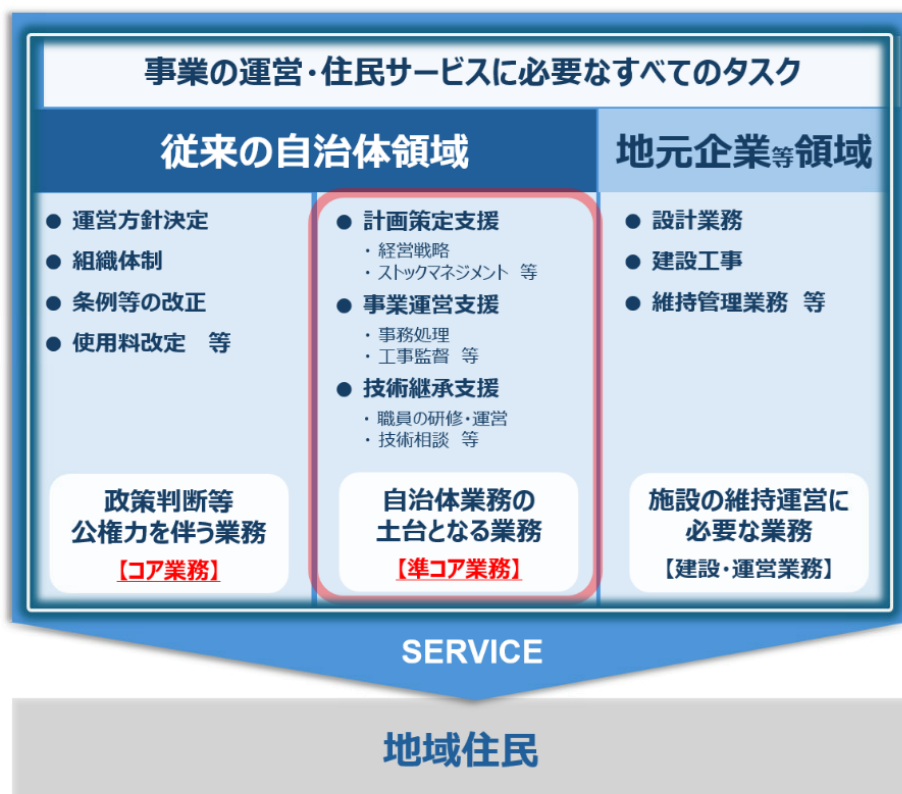 事業の運営・住民サービスに必要なすべてのタスク
従来の自治体領域
地元企業等領域
● 運営方針決定
● 組織体制
● 条例等の改正
● 使用料改定 等
政策判断等
公権力を伴う業務
【コア業務】
● 計画策定支援
・経営戦略
・ストックマネジメント 等
● 事業運営支援
・事務処理
・工事監督 等
● 技術継承支援
・職員の研修・運営
・技術相談 等
自治体業務の
土台となる業務
【準コア業務】
● 設計業務
● 建設工事
● 維持管理業務 等
施設の維持運営に
必要な業務
【建設・運営業務】
SERVICE
地域住民